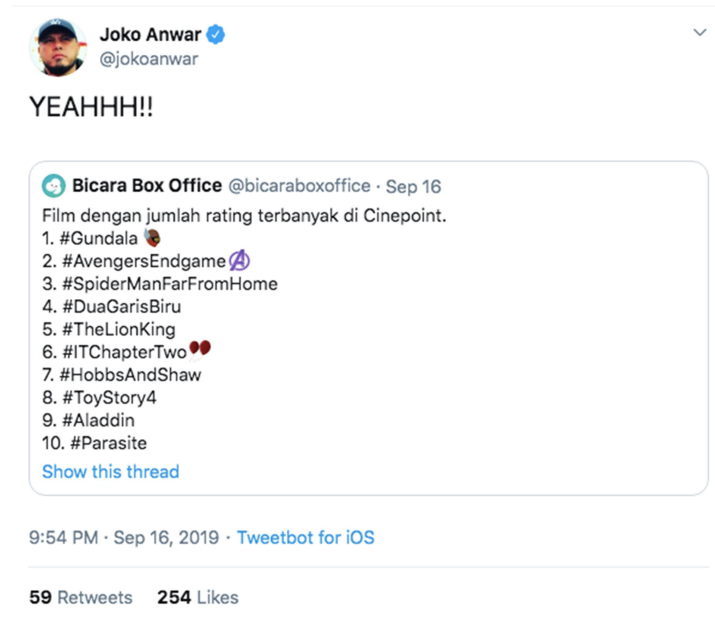 Joko Anwar
@jokoanwar
YEAHHH!!
Bicara Box Office @bicaraboxoffice · Sep 16
Film dengan jumlah rating terbanyak di Cinepoint.
1. #Gundala
2. #AvengersEndgame
3. #SpiderManFarFromHome
4. #DuaGarisBiru
5. #TheLionKing
6. #ITChapterTwo
7. #HobbsAndShaw
8. #ToyStory4
9. #Aladdin
10. #Parasite
Show this thread
9:54 PM · Sep 16, 2019 · Tweetbot for iOS
59 Retweets 254 Likes